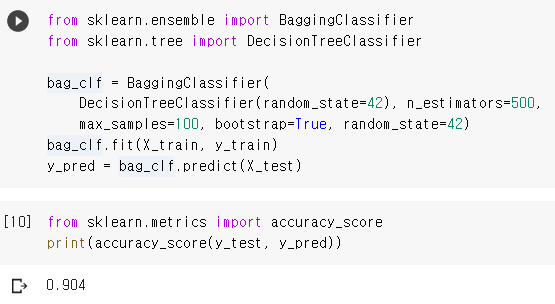 from sklearn.ensemble import BaggingClassifier
from sklearn.tree import DecisionTreeClassifier
bag_clf = BaggingClassifier(
DecisionTreeClassifier(random_state=42), n_estimators=500,
max_samples=100, bootstrap=True, random_state=42)
bag_clf.fit(X_train, y_train)
y_pred = bag_clf.predict(X_test)
[10] from sklearn.metrics import accuracy_score
print(accuracy_score(y_test, y_pred))
0.904